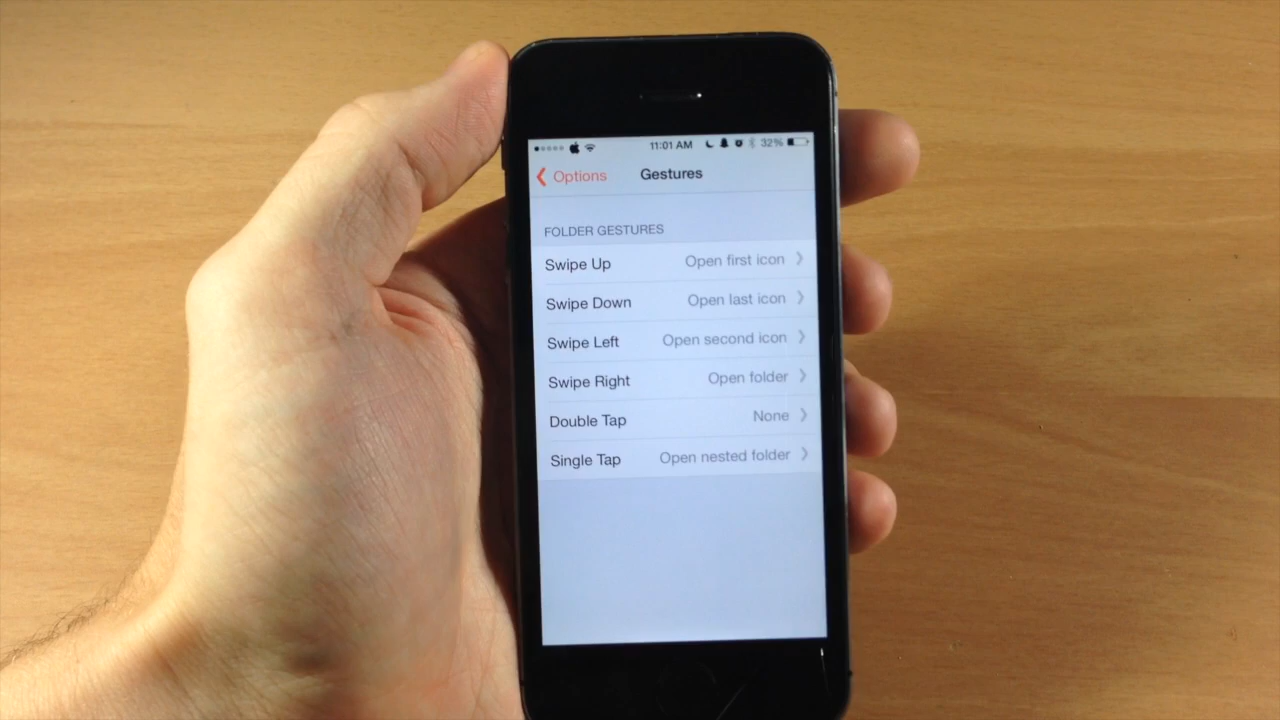 11:01 AM 32%
Options Gestures
FOLDER GESTURES
Swipe Up Open first icon
Swipe Down Open last icon
Swipe Left Open second icon
Swipe Right Open folder
Double Tap None
Single Tap Open nested folder